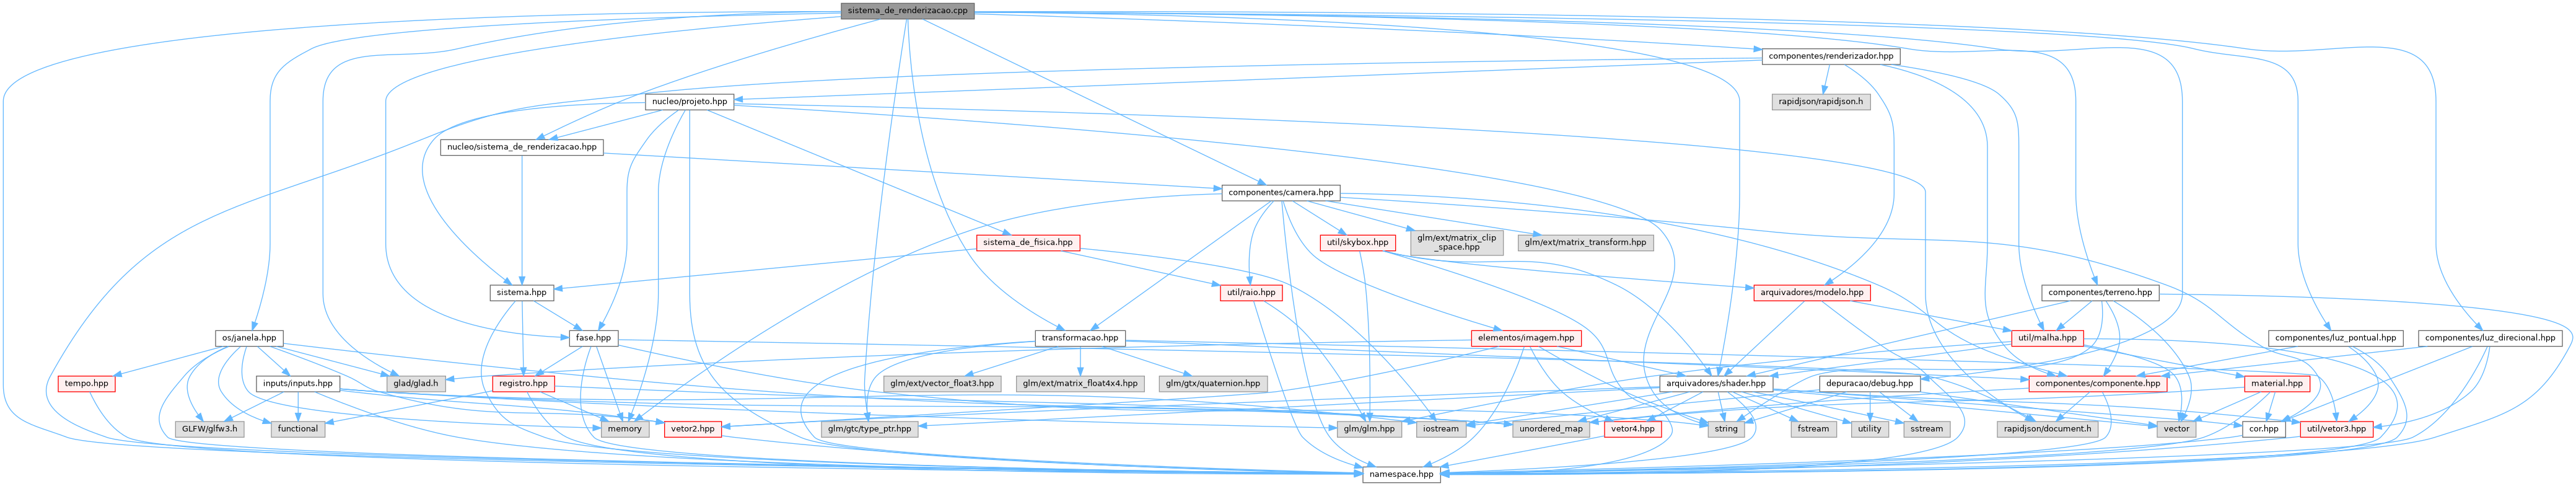 sistema_de_renderizacao.cpp
componentes/renderizador.hpp
nucleo/projeto.hpp
rapidjson/rapidjson.h
nucleo/sistema_de_renderizacao.hpp
componentes/camera.hpp
sistema_de_fisica.hpp
util/skybox.hpp
glm/ext/matrix_clip
_space.hpp
glm/ext/matrix_transform.hpp
sistema.hpp
util/raio.hpp
arquivadores/modelo.hpp
componentes/terreno.hpp
os/janela.hpp
fase.hpp
transformacao.hpp
elementos/imagem.hpp
util/malha.hpp
componentes/luz_pontual.hpp
componentes/luz_direcional.hpp
tempo.hpp
inputs/inputs.hpp
glad/glad.h
registro.hpp
glm/ext/vector_float3.hpp
glm/ext/matrix_float4x4.hpp
glm/gtx/quaternion.hpp
arquivadores/shader.hpp
depuracao/debug.hpp
componentes/componente.hpp
material.hpp
GLFW/glfw3.h
functional
memory
vetor2.hpp
glm/gtc/type_ptr.hpp
glm/glm.hpp
iostream
unordered_map
vetor4.hpp
string
fstream
utility
sstream
rapidjson/document.h
vector
cor.hpp
util/vetor3.hpp
namespace.hpp